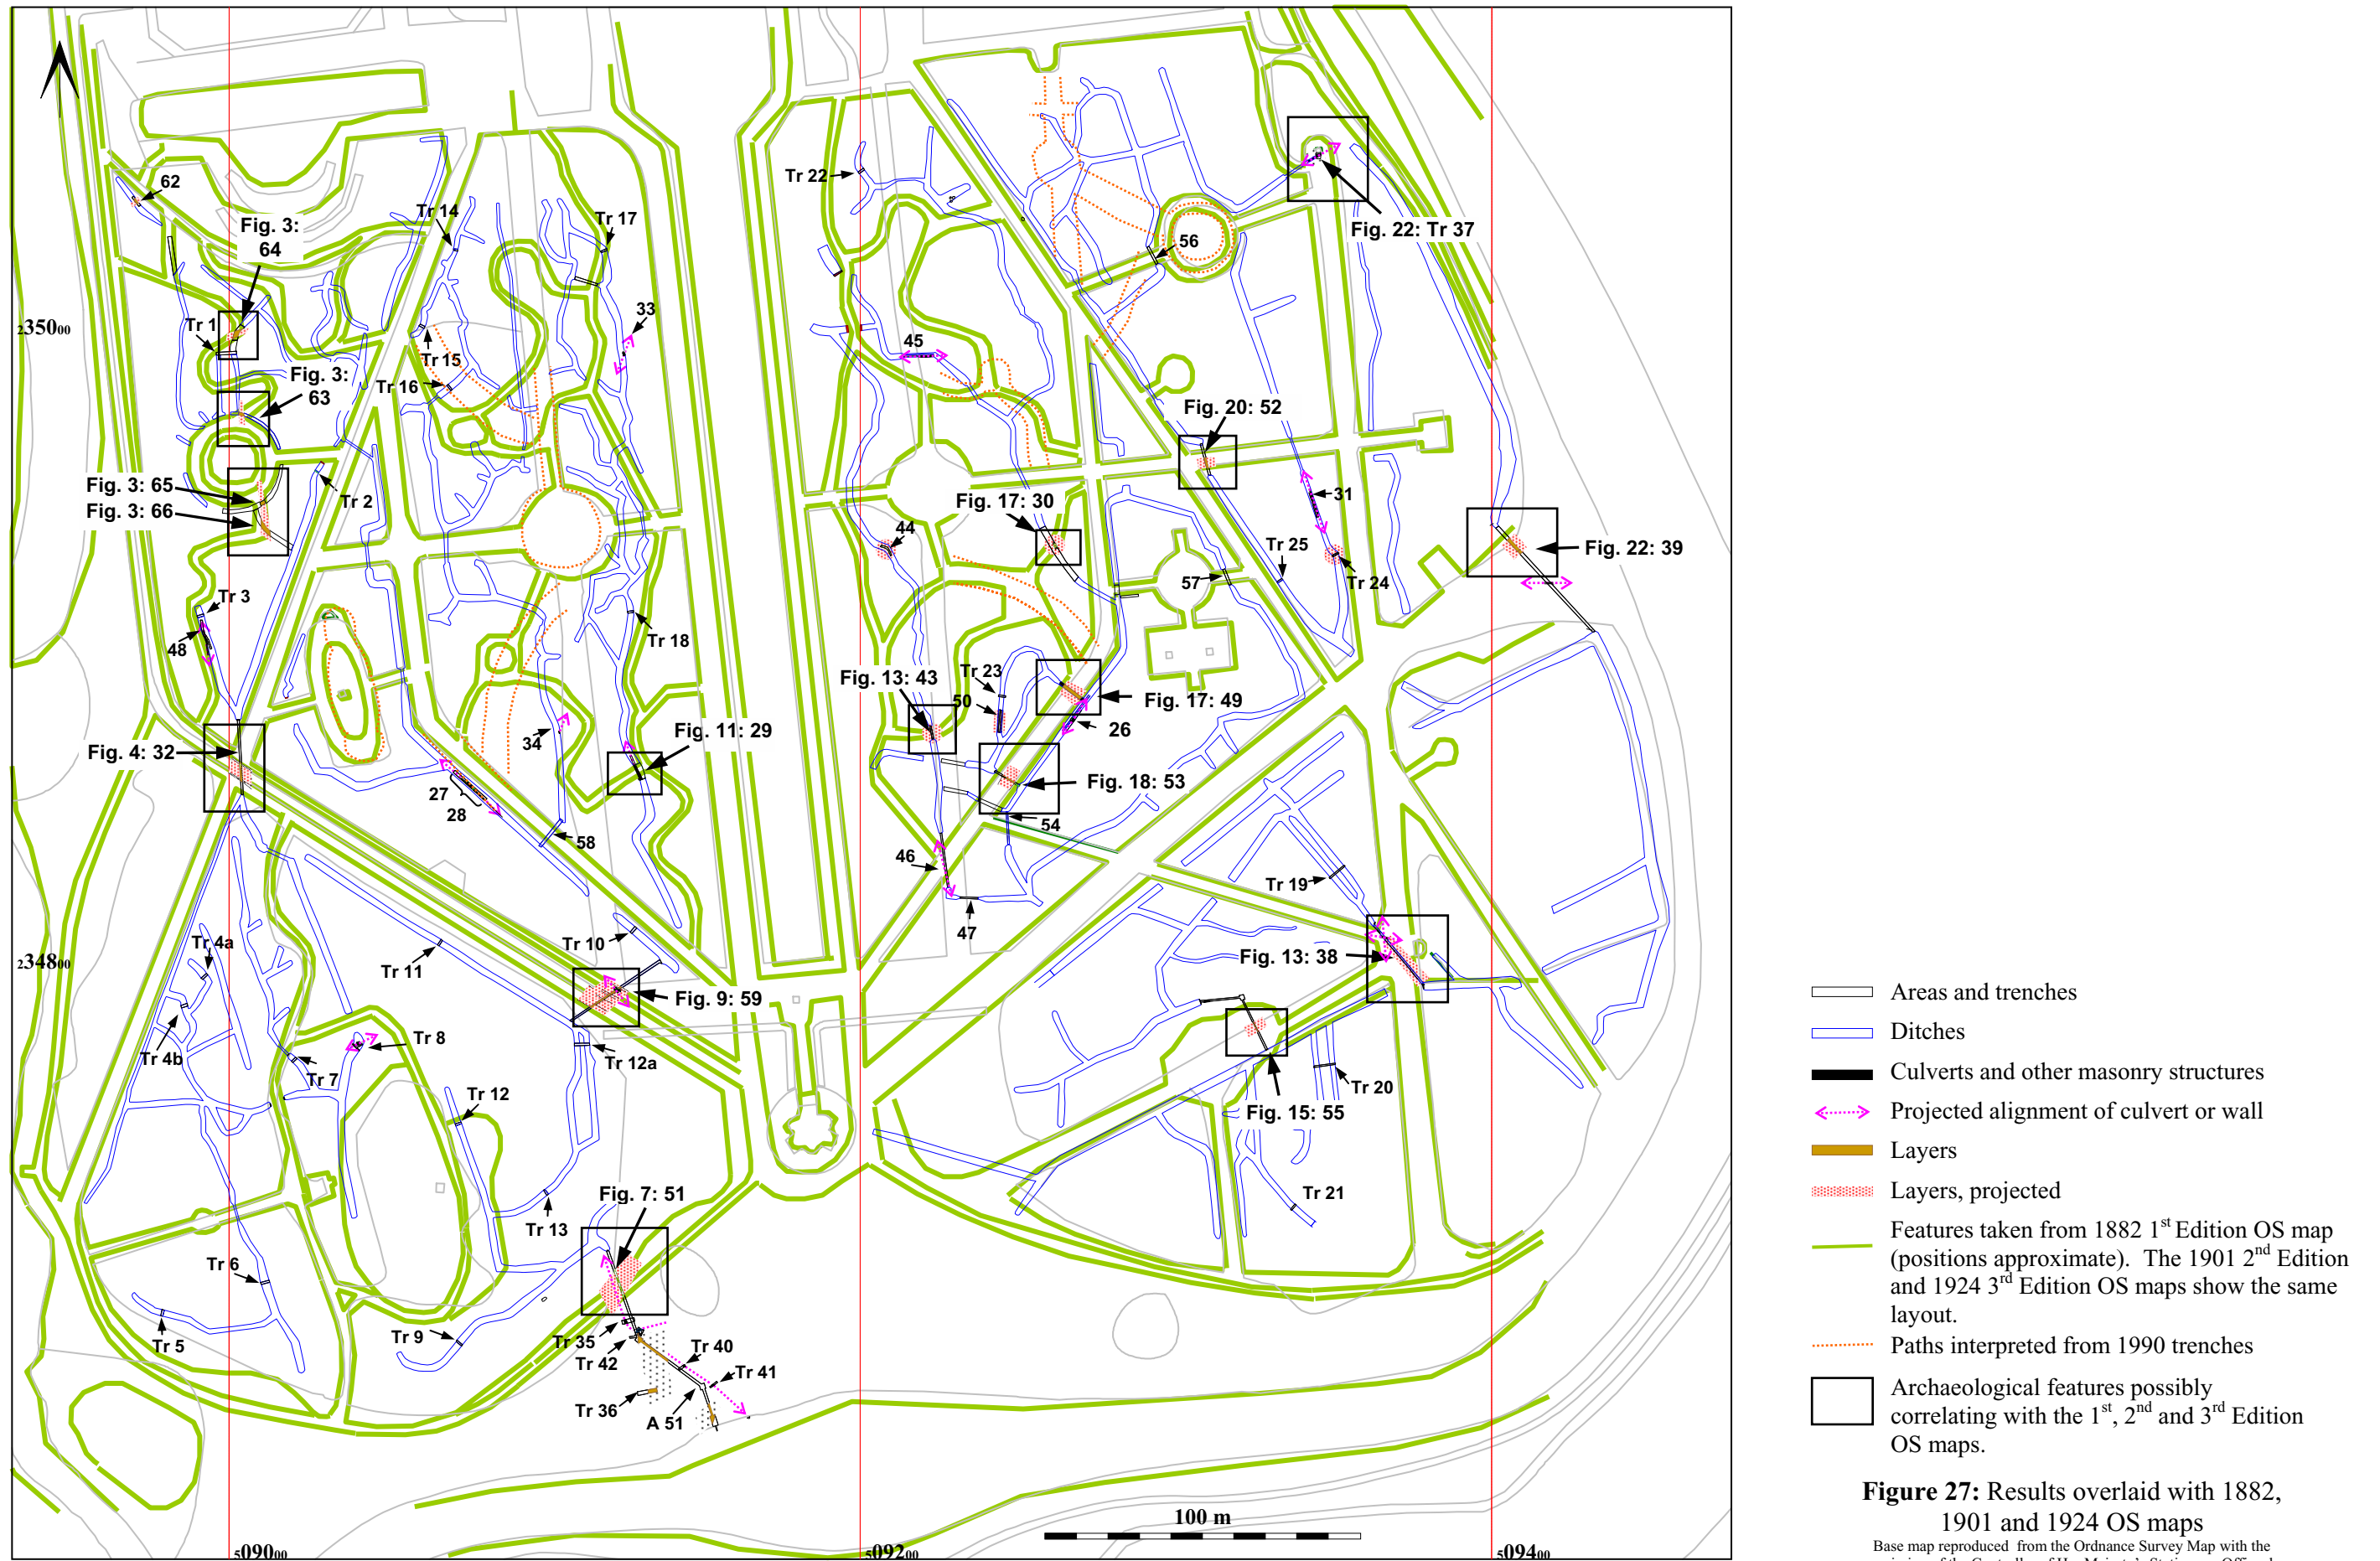 62
Fig. 3:
64
Tr 14
Tr 17
Tr 22
Fig. 22: Tr 37
56
235000
Tr 1
33
45
Tr 15
Tr 16
Fig. 3:
63
Fig. 20: 52
Fig. 3: 65
Fig. 3: 66
Tr 2
Fig. 17: 30
31
44
Tr 25
57
Tr 24
Fig. 22: 39
Tr 3
48
Tr 18
Fig. 13: 43
Tr 23
50
Fig. 17: 49
26
34
Fig. 11: 29
Fig. 4: 32
27
28
58
Fig. 18: 53
54
46
Tr 19
47
Tr 4a
Tr 11
Tr 10
234800
Fig. 13: 38
Fig. 9: 59
Tr 4b
Tr 7
Tr 8
Tr 12a
Tr 12
Tr 20
Fig. 15: 55
Fig. 7: 51
Tr 13
Tr 21
Tr 6
Tr 5
Tr 9
Tr 35
Tr 42
Tr 40
Tr 41
Tr 36
A 51
100 m
509000
509200
509400
Areas and trenches
Ditches
Culverts and other masonry structures
Projected alignment of culvert or wall
Layers
Layers, projected
Features taken from 1882 1st Edition OS map
(positions approximate). The 1901 2nd Edition
and 1924 3rd Edition OS maps show the same
layout.
Paths interpreted from 1990 trenches
Archaeological features possibly
correlating with the 1st, 2nd and 3rd Edition
OS maps.
Figure 27: Results overlaid with 1882,
1901 and 1924 OS maps
Base map reproduced from the Ordnance Survey Map with the